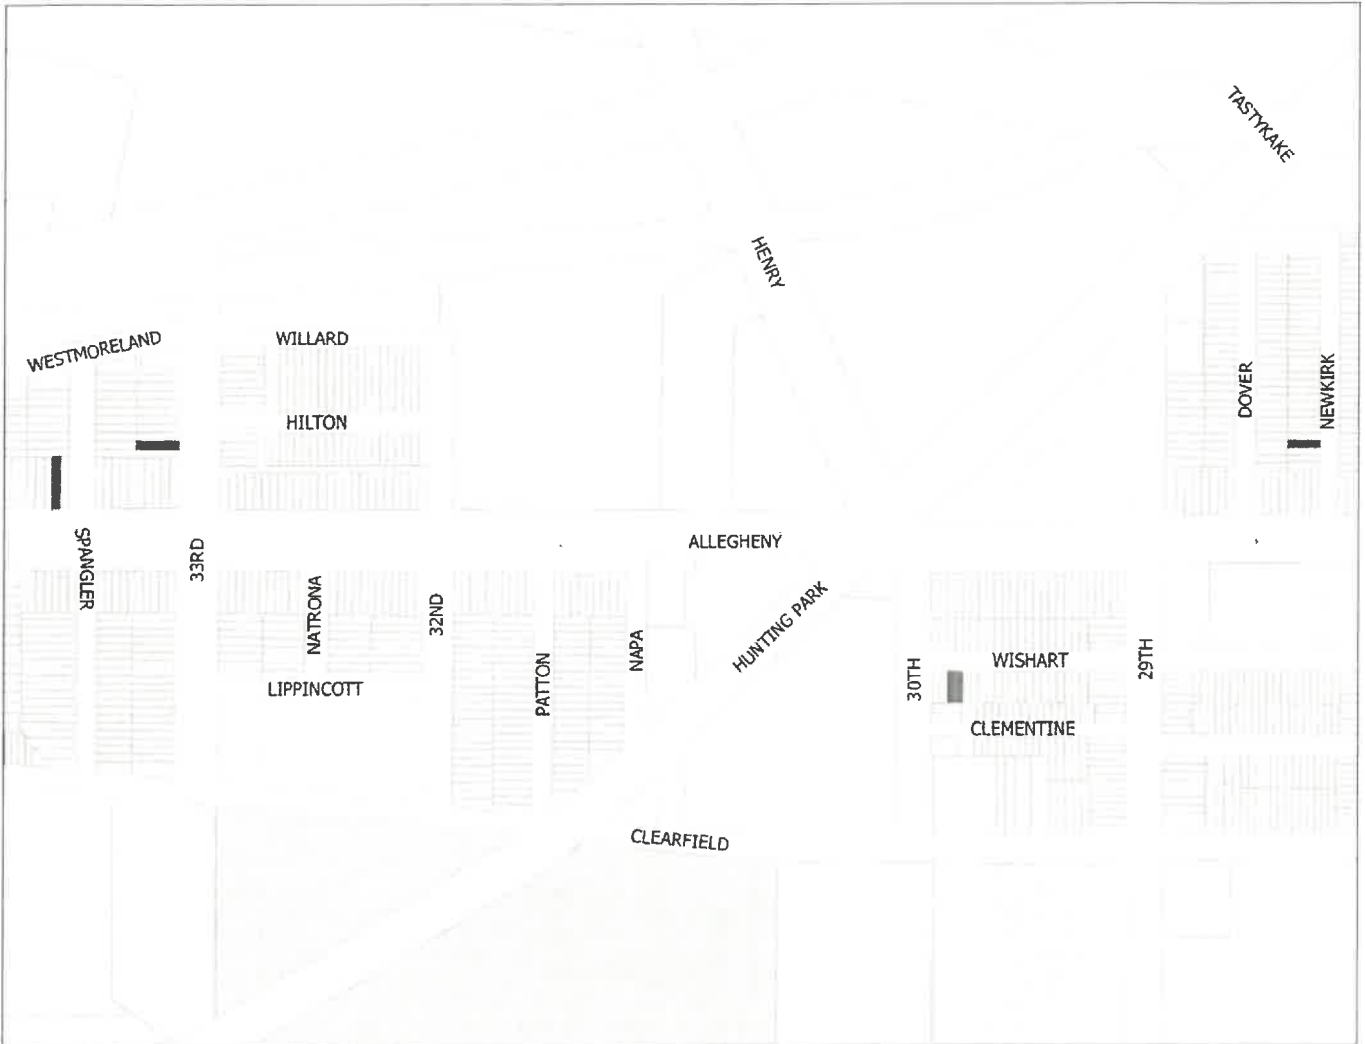 TASTYKAKE
HENRY
WESTMORELAND
WILLARD
HILTON
DOVER
NEWKIRK
SPANGLER
33RD
ALLEGHENY
NATRONA
32ND
HUNTING PARK
NAPA
PATTON
LIPPINCOTT
30TH
WISHART
29TH
CLEMENTINE
CLEARFIELD